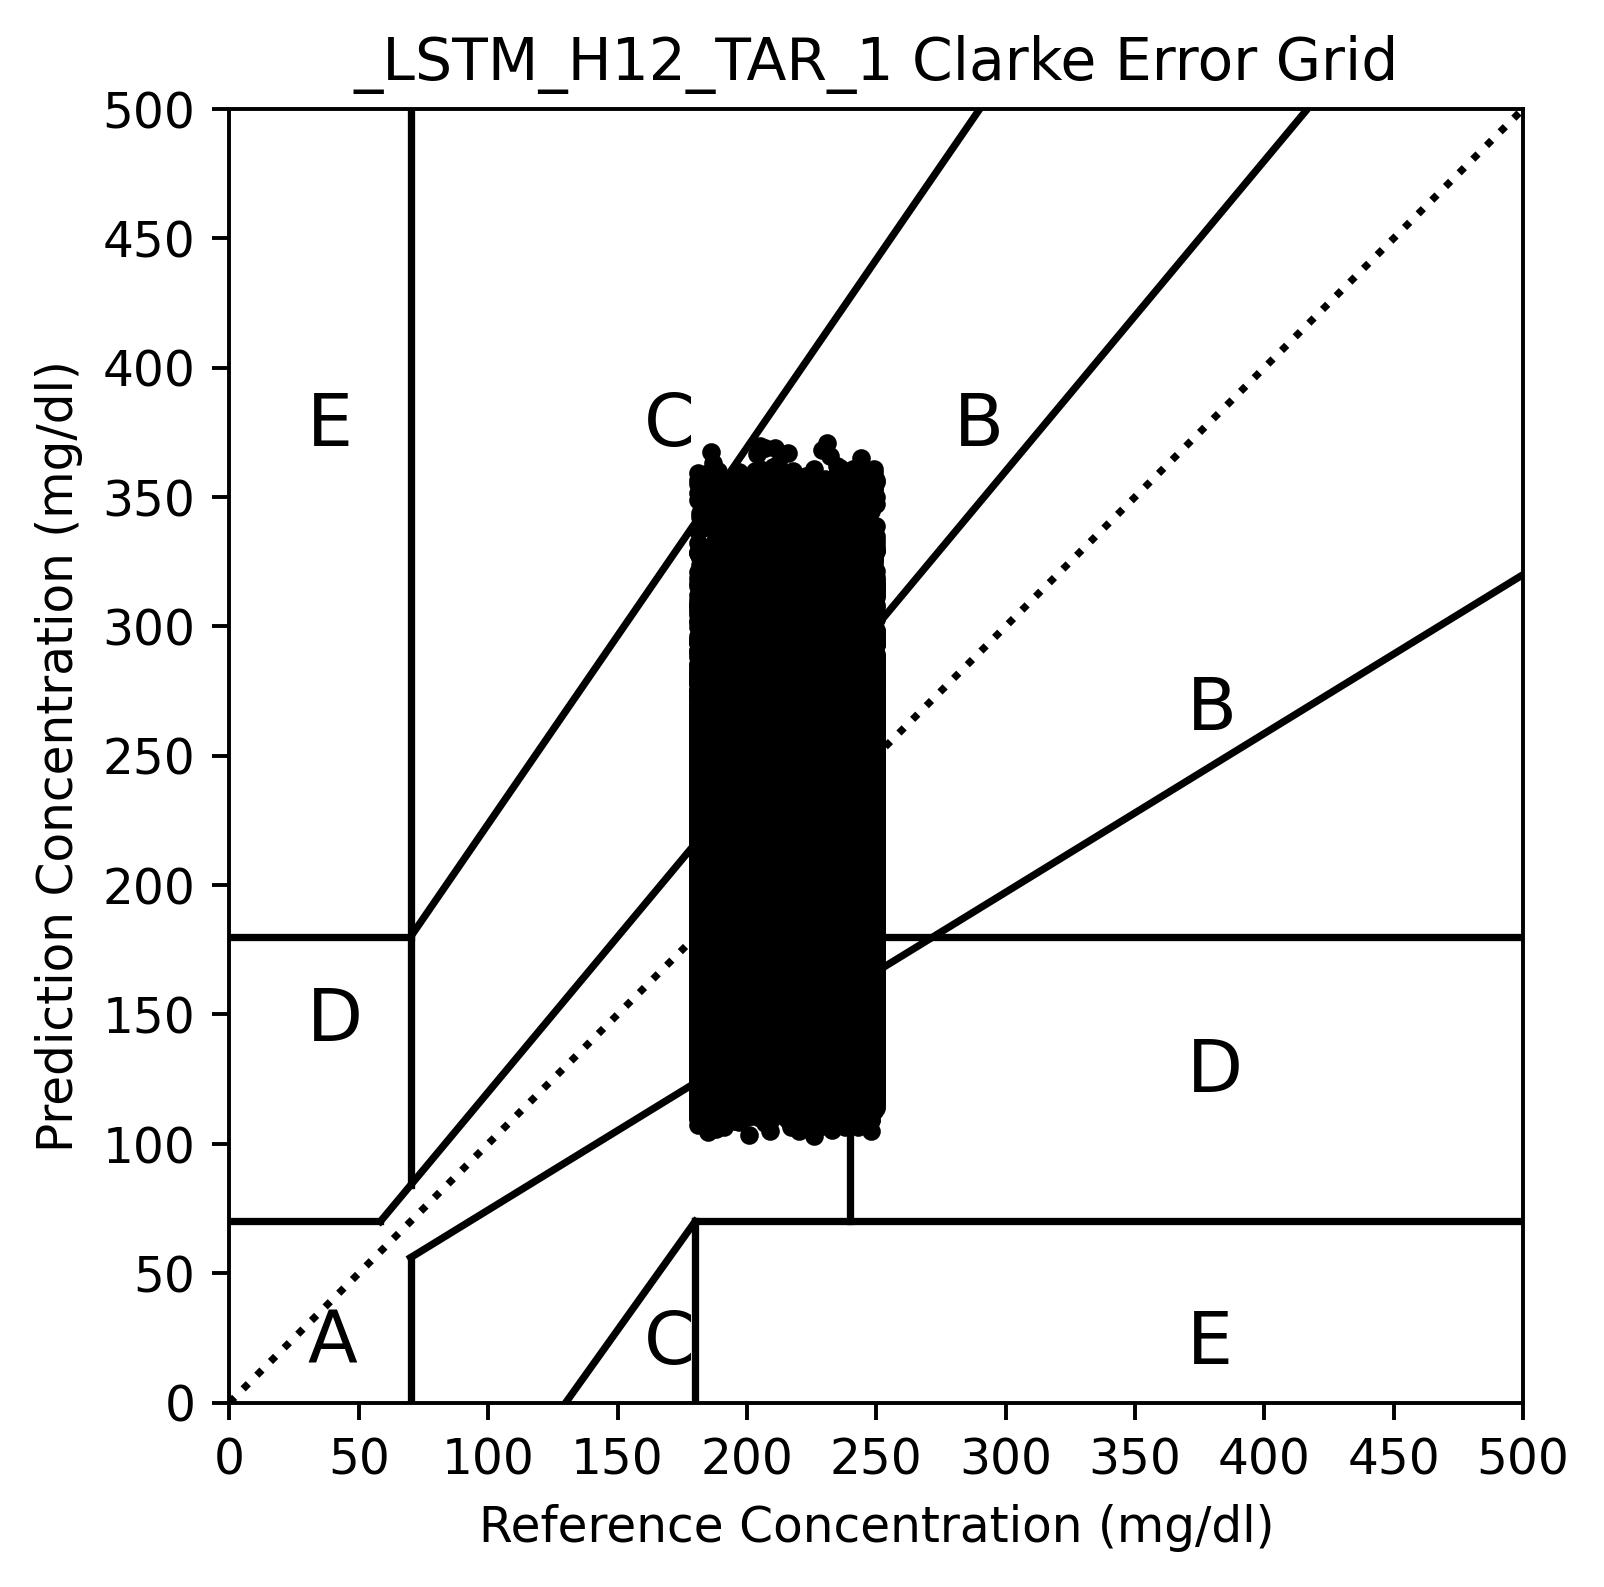 _LSTM_H12_TAR_1 Clarke Error Grid
500
450
400
350
300
250
200
150
100
50
0
Prediction Concentration (mg/dl)
E
C
B
B
D
D
A
C
E
0 50 100 150 200 250 300 350 400 450 500
Reference Concentration (mg/dl)